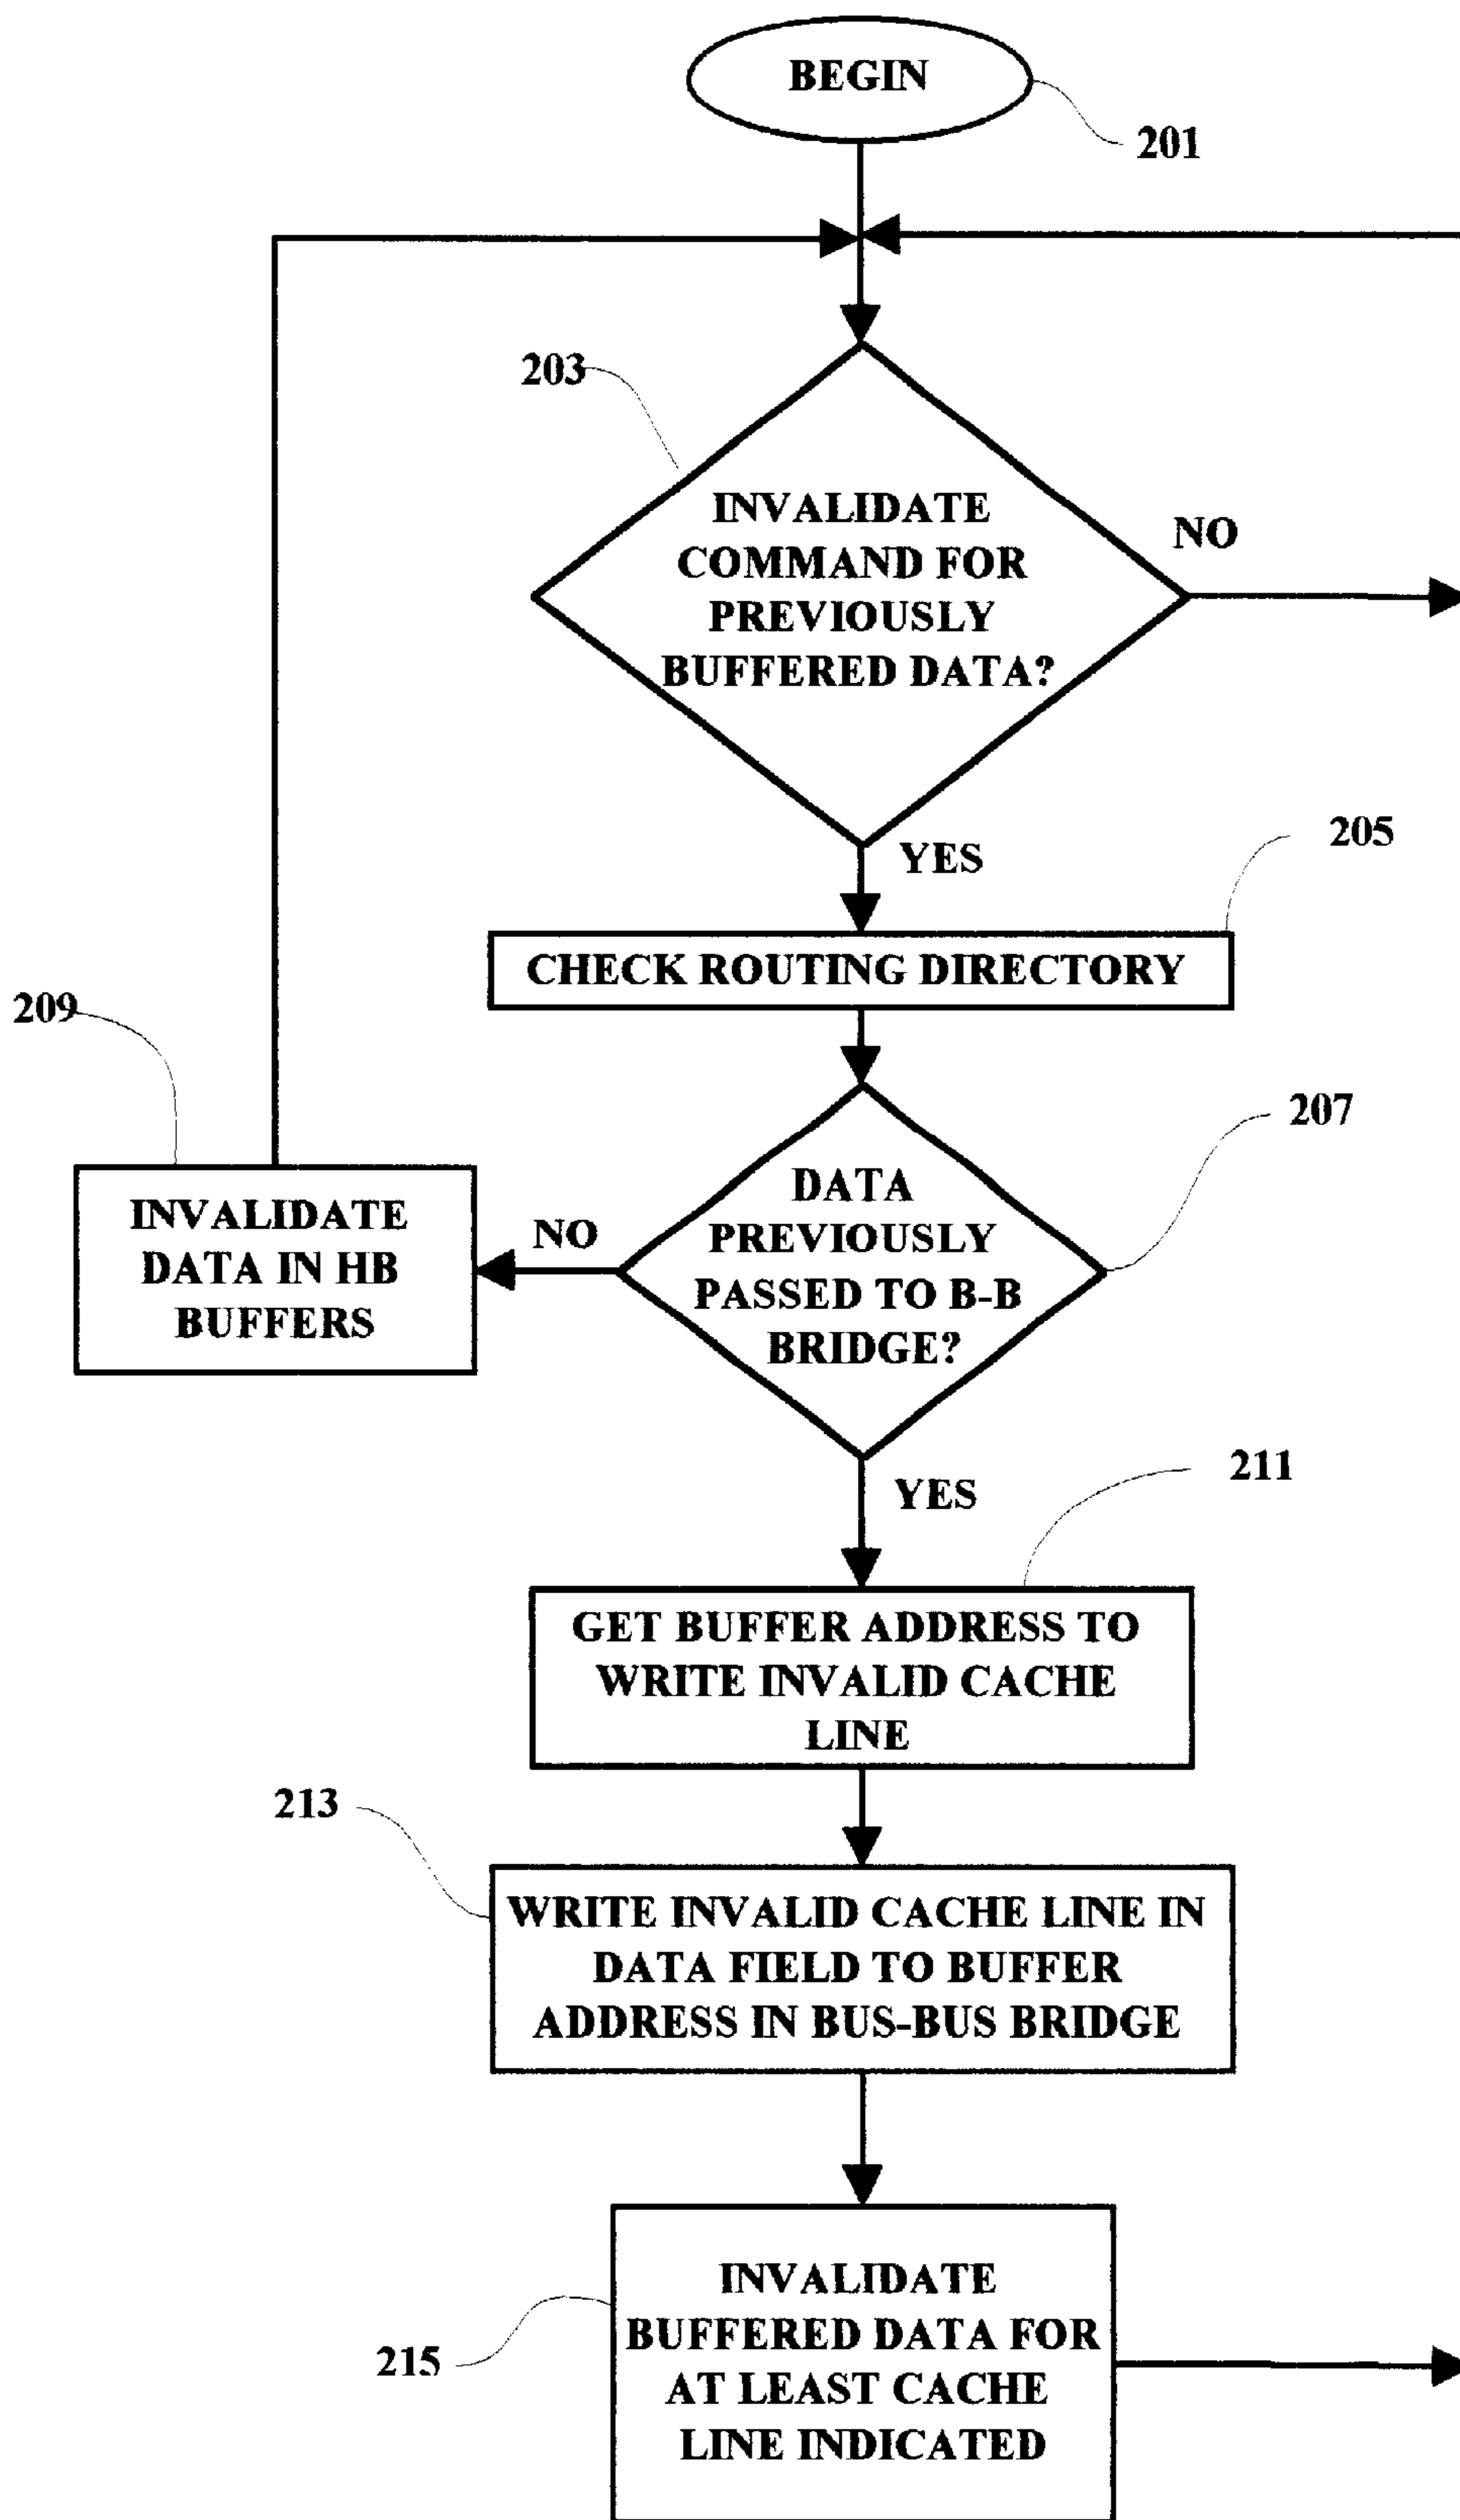 BEGIN
201
203
INVALIDATE
COMMAND FOR
PREVIOUSLY
BUFFERED DATA?
NO
YES
205
CHECK ROUTING DIRECTORY
209
207
INVALIDATE
DATA IN HB
BUFFERS
NO
DATA
PREVIOUSLY
PASSED TO B-B
BRIDGE?
YES
211
GET BUFFER ADDRESS TO
WRITE INVALID CACHE
LINE
213
WRITE INVALID CACHE LINE IN
DATA FIELD TO BUFFER
ADDRESS IN BUS-BUS BRIDGE
215
INVALIDATE
BUFFERED DATA FOR
AT LEAST CACHE
LINE INDICATED